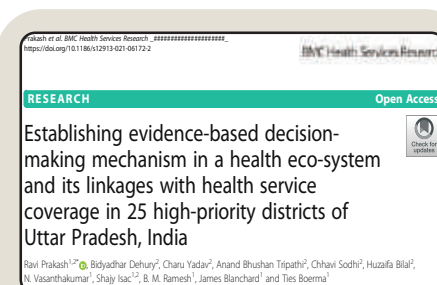 Prakash et al. BMC Health Services Research _#####################_
https://doi.org/10.1186/s12913-021-06172-2
BMC Health Services Research
RESEARCH Open Access
Check for
updates
Establishing evidence-based decision-
making mechanism in a health eco-system
and its linkages with health service
coverage in 25 high-priority districts of
Uttar Pradesh, India
Ravi Prakash1,2*, Bidyadhar Dehury2, Charu Yadav2, Anand Bhushan Tripathi2, Chhavi Sodhi2, Huzaifa Bilal2,
N. Vasanthakumar1, Shajy Isac1,2, B. M. Ramesh1, James Blanchard1 and Ties Boerma1